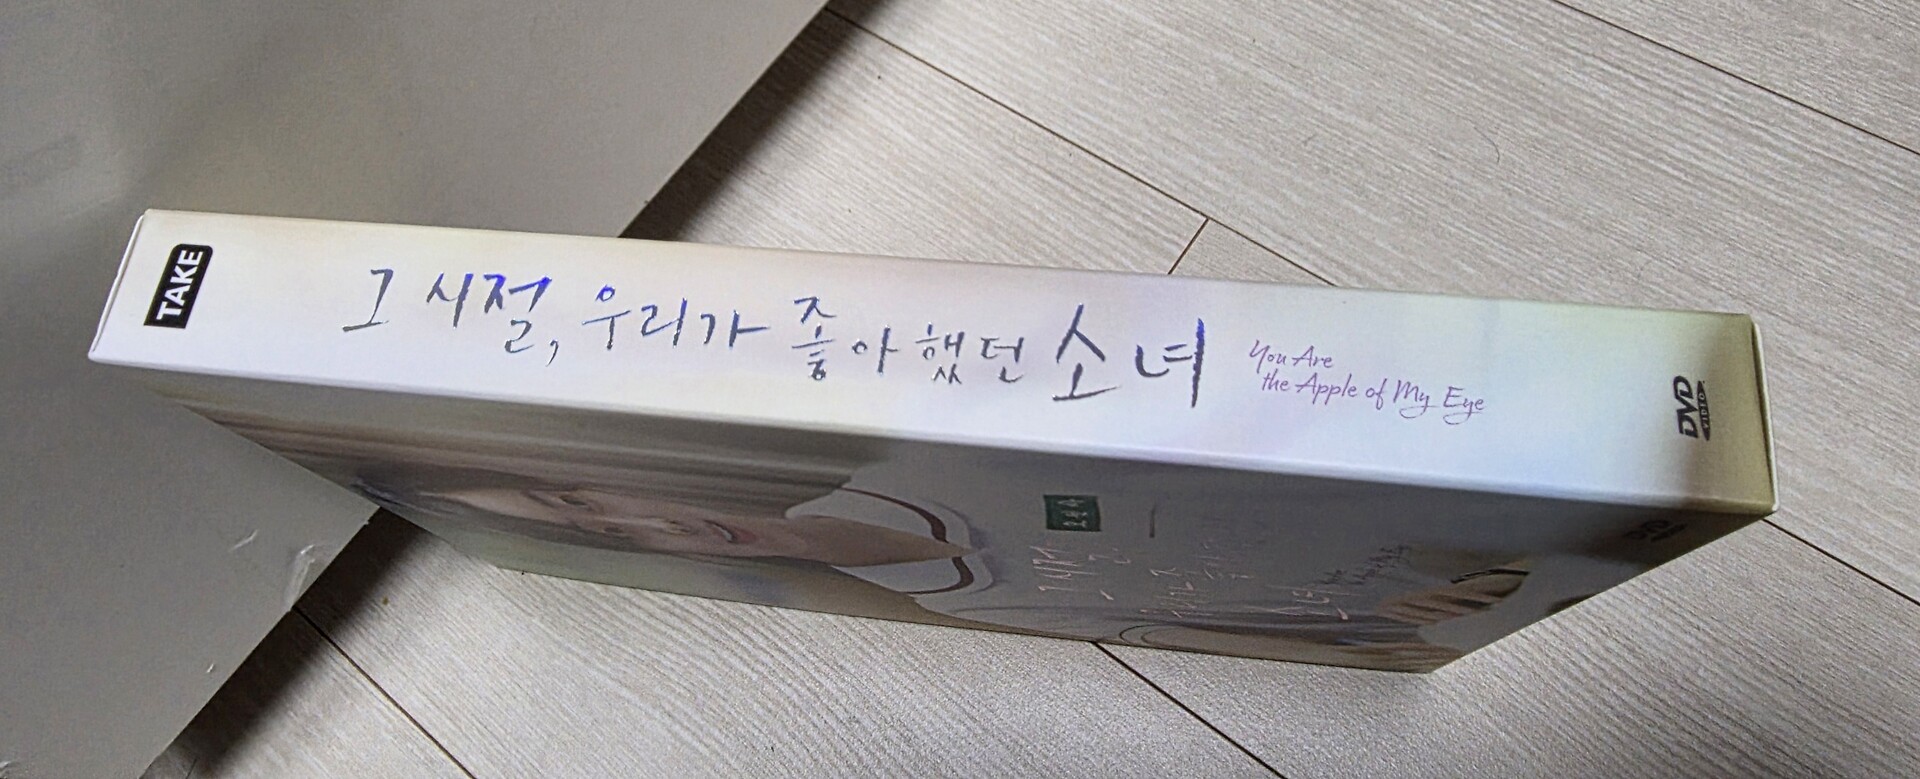 TAKE
그 시절, 우리가 좋아했던 소녀
You Are
the Apple of My Eye
DVD
VIDEO